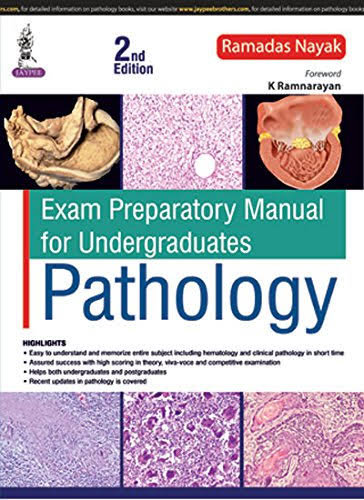 s.com, for detailed information on pathology books, visit our website www.jaypeebrothers.com, for detailed information on pathology books, visit ou
JAYPEE
2nd
Edition
Ramadas Nayak
Foreword
K Ramnarayan
Exam Preparatory Manual
for Undergraduates
Pathology
HIGHLIGHTS
• Easy to understand and memorize entire subject including hematology and clinical pathology in short time
• Assured success with high scoring in theory, viva-voce and competitive examination
• Helps both undergraduates and postgraduates
• Recent updates in pathology is covered